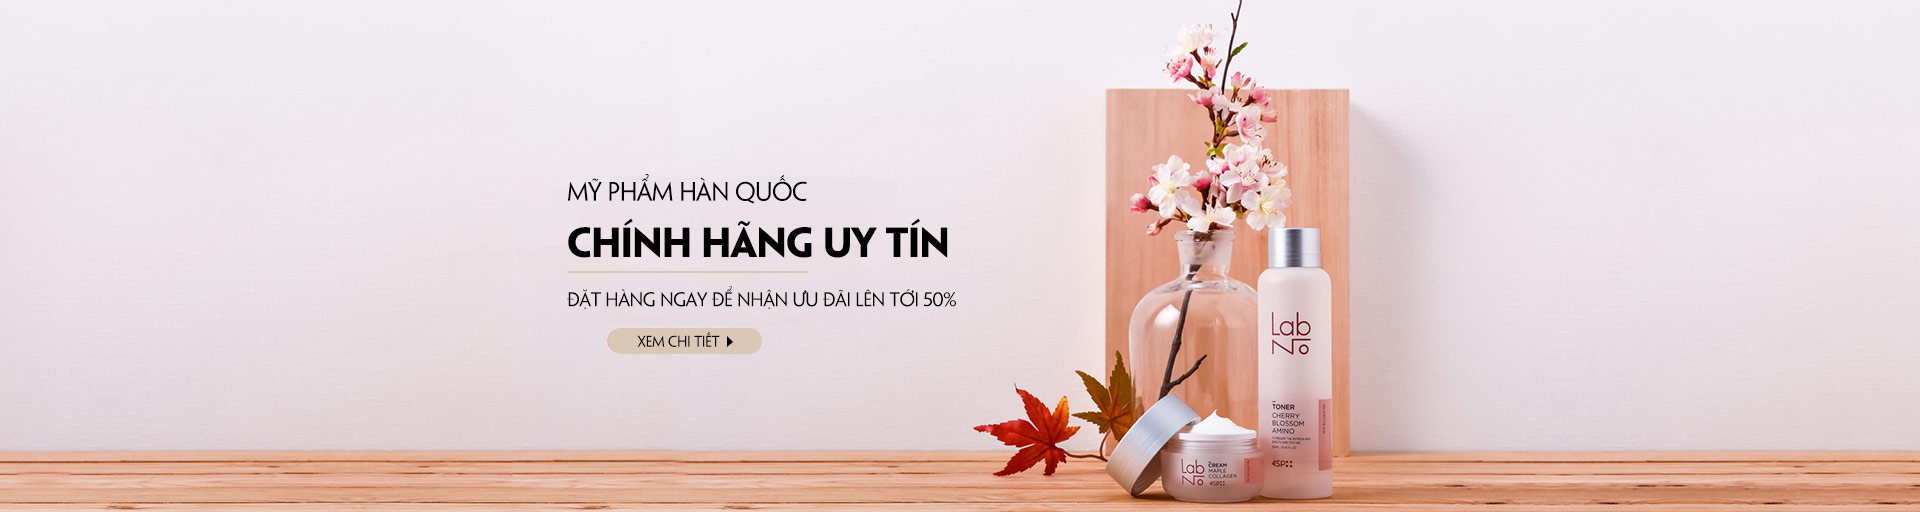 MỸ PHẨM HÀN QUỐC
CHÍNH HÃNG UY TÍN
ĐẶT HÀNG NGAY ĐỂ NHẬN ƯU ĐÃI LÊN TỚI 50%
XEM CHI TIẾT
Lab
No
TONER
CHERRY
BLOSSOM
AMINO
4SP
Lab
No
CREAM
MAPLE
COLLAGEN
4SP